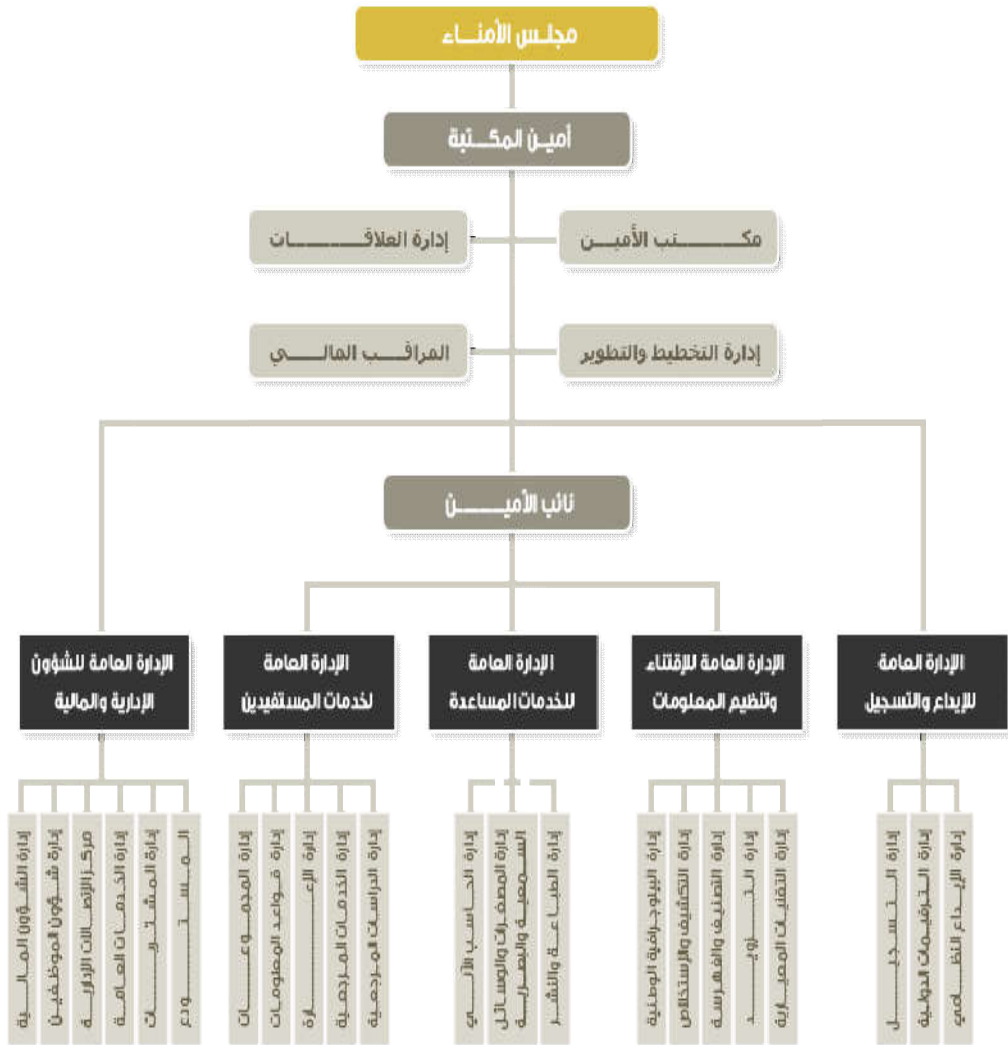 مجلس الأمناء
أمين المكتبة
مكتب الأمين
إدارة العلاقات
إدارة التخطيط والتطوير
المراقب المالي
نائب الأمين
الإدارة العامة
للإيداع والتسجيل
الإدارة العامة للإقتناء
وتنظيم المعلومات
الإدارة العامة
للخدمات المساعدة
الإدارة العامة
لخدمات المستفيدين
الإدارة العامة للشؤون
الإدارية والمالية
إدارة الإيداع النظامي
إدارة الترقيمات الدولية
إدارة التسجيل
إدارة التقنيات المعيارية
إدارة التزويد
إدارة التصنيف والفهرسة
إدارة التكشيف والإستخلاص
إدارة الببلوجرافية الوطنية
إدارة الطباعة والنشر
إدارة المصغرات والوسائل
السمعية والبصرية
إدارة الحاسب الآلي
إدارة الدراسات المرجعية
إدارة الخدمات المرجعية
إدارة الإعارة
إدارة قواعد المعلومات
إدارة المجموعات
المستودع
إدارة المشتريات
إدارة الخدمات العامة
مركز الإتصالات الإدارية
إدارة شؤون الموظفين
إدارة الشؤون المالية